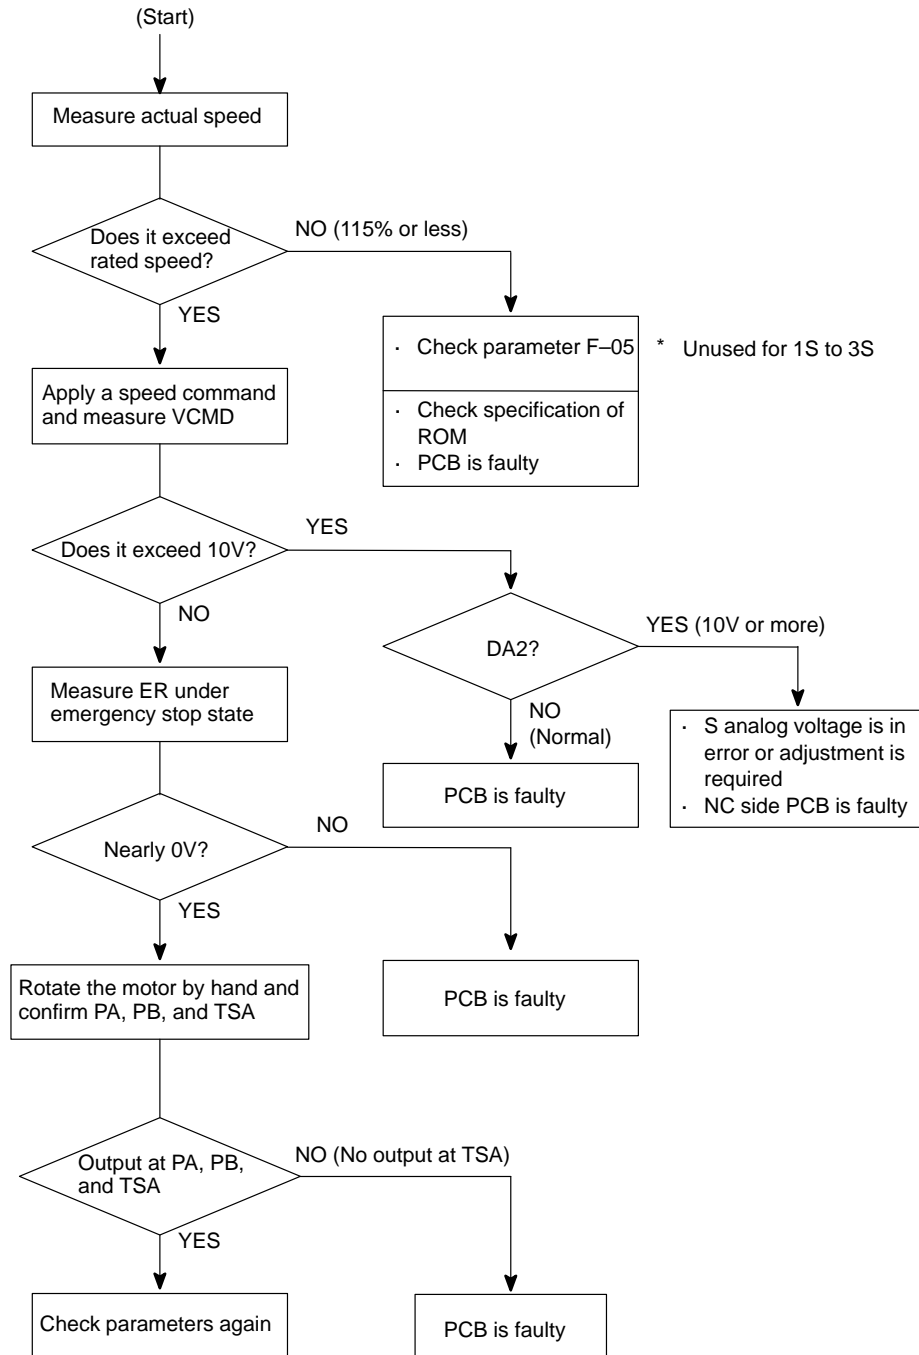 (Start)
Measure actual speed
Does it exceed
rated speed?
NO (115% or less)
YES
· Check parameter F–05
* Unused for 1S to 3S
· Check specification of
ROM
· PCB is faulty
Apply a speed command
and measure VCMD
Does it exceed 10V?
YES
NO
DA2?
YES (10V or more)
NO
(Normal)
· S analog voltage is in
error or adjustment is
required
· NC side PCB is faulty
PCB is faulty
Measure ER under
emergency stop state
Nearly 0V?
NO
YES
PCB is faulty
Rotate the motor by hand and
confirm PA, PB, and TSA
Output at PA, PB,
and TSA
NO (No output at TSA)
YES
Check parameters again
PCB is faulty